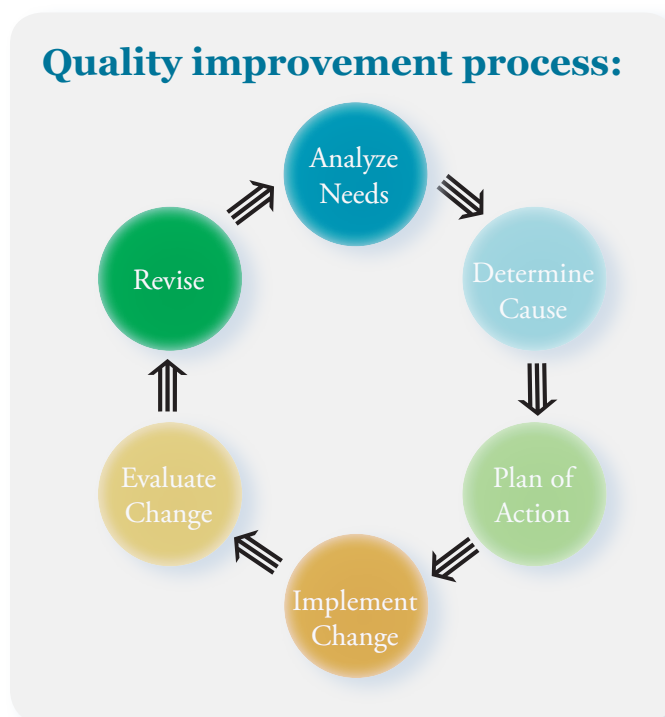 Quality improvement process:
Analyze
Needs
Determine
Cause
Plan of
Action
Implement
Change
Evaluate
Change
Revise